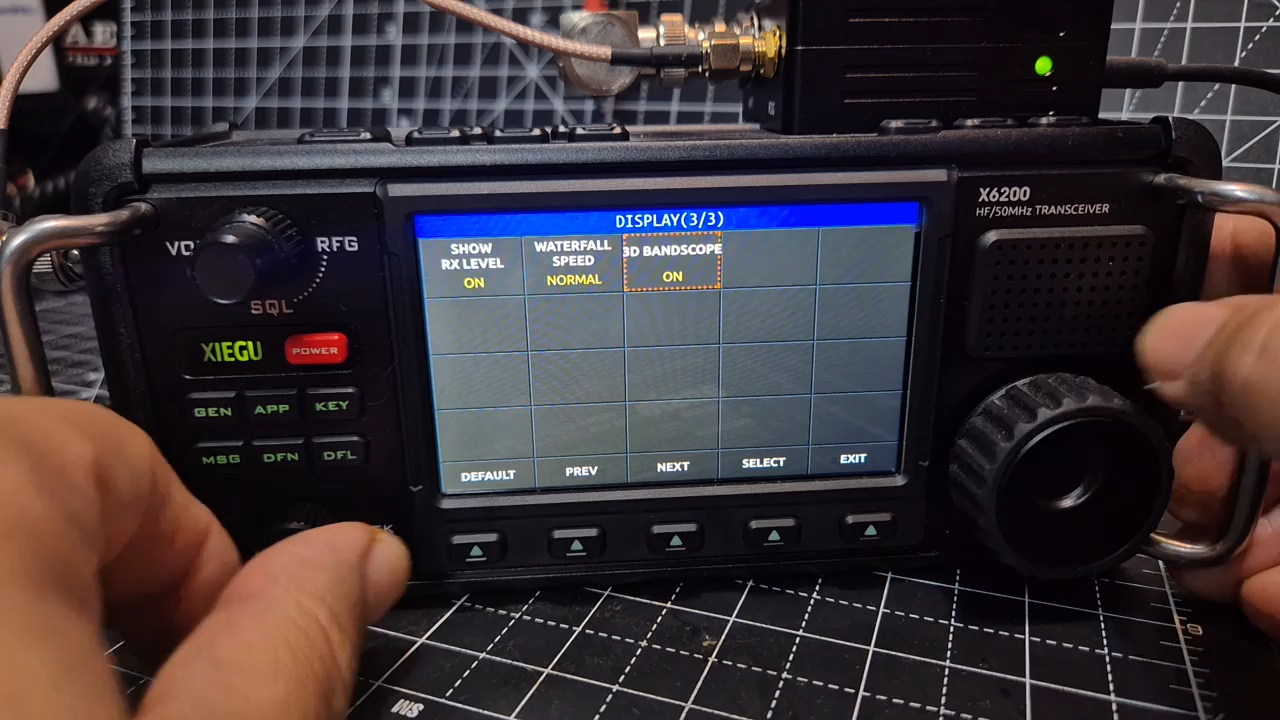 X6200
HF/50MHz TRANSCEIVER
DISPLAY(3/3)
SHOW
RX LEVEL
ON
WATERFALL
SPEED
NORMAL
3D BANDSCOPE
ON
RFG
SQL
XIEGU
POWER
GEN APP KEY
MSG DFN DFL
DEFAULT PREV NEXT SELECT EXIT